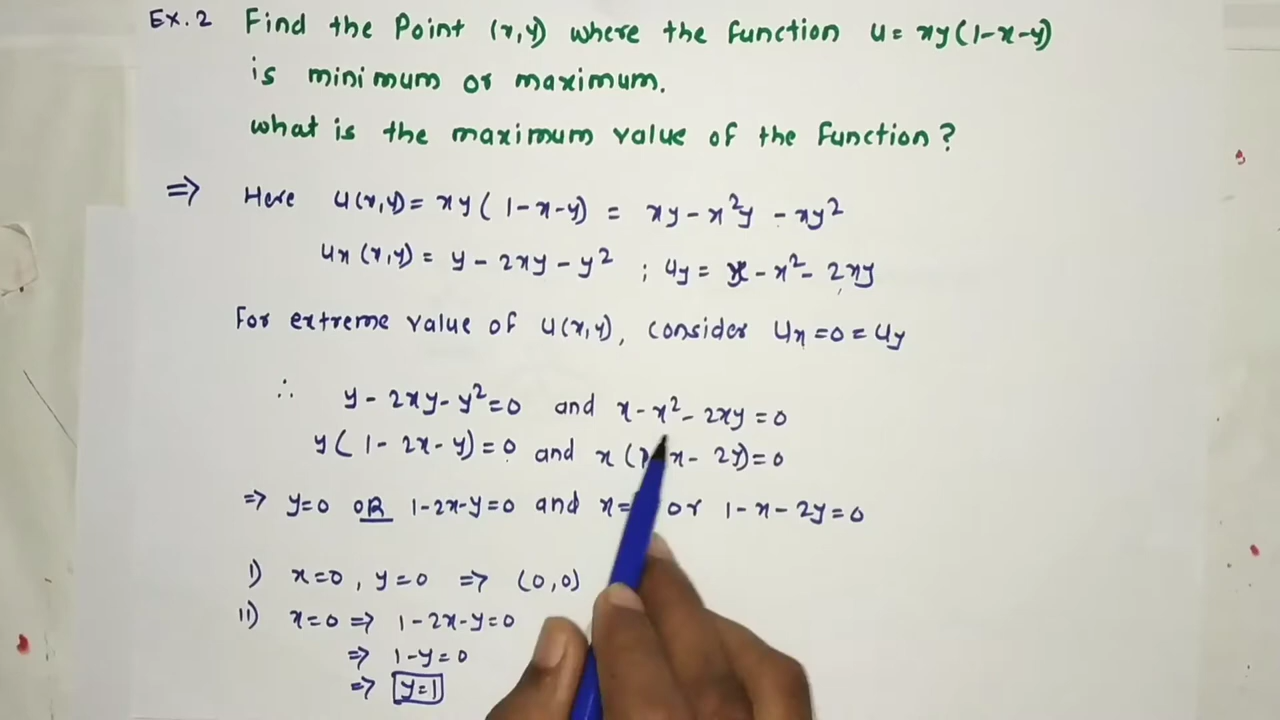 Ex. 2 Find the Point (x,y) where the function u = xy(1-x-y)
is minimum or maximum.
what is the maximum value of the function?
⇒ Here u(x,y) = xy(1-x-y) = xy - x²y - xy²
ux(x,y) = y - 2xy - y² ; uy = x - x² - 2xy
For extreme value of u(x,y), consider ux = 0 = uy
∴ y - 2xy - y² = 0 and x - x² - 2xy = 0
y(1 - 2x - y) = 0 and x( x - 2y) = 0
⇒ y=0 OR 1-2x-y=0 and x= or 1-x-2y=0
i) x=0, y=0 ⇒ (0,0)
ii) x=0 ⇒ 1-2x-y=0
⇒ 1-y=0
⇒ y=1